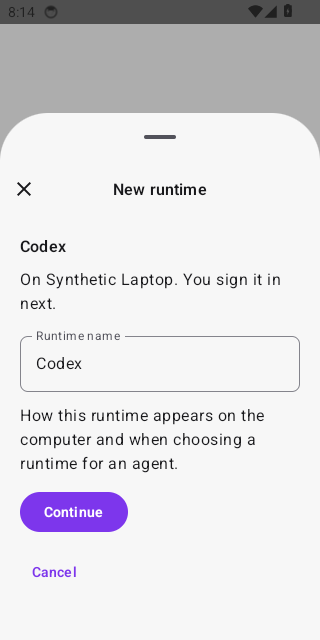 8:14
New runtime
Codex
On Synthetic Laptop. You sign it in
next.
Runtime name
Codex
How this runtime appears on the
computer and when choosing a
runtime for an agent.
Continue
Cancel